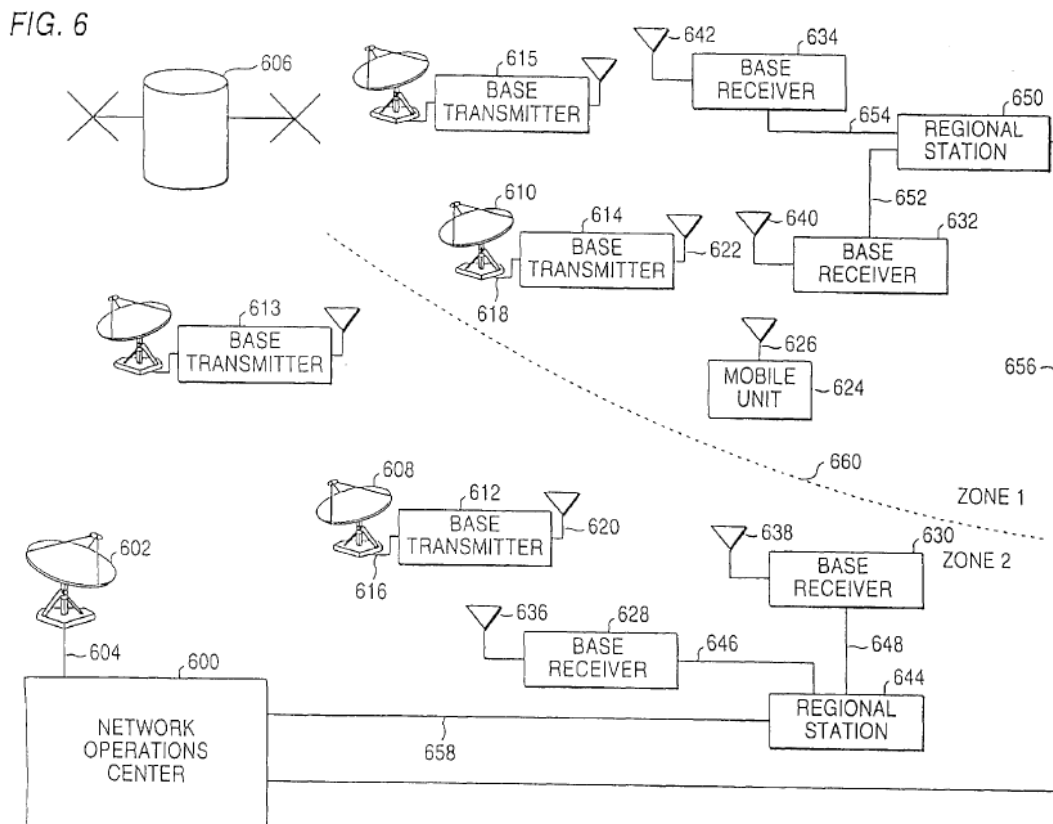 FIG. 6
606
615
BASE
TRANSMITTER
642
634
BASE
RECEIVER
654
650
REGIONAL
STATION
652
610
614
BASE
TRANSMITTER
618
622
640
632
BASE
RECEIVER
613
BASE
TRANSMITTER
626
MOBILE
UNIT
624
656
660
ZONE 1
ZONE 2
608
612
BASE
TRANSMITTER
616
620
602
604
638
630
BASE
RECEIVER
636
628
BASE
RECEIVER
646
648
644
REGIONAL
STATION
600
NETWORK
OPERATIONS
CENTER
658